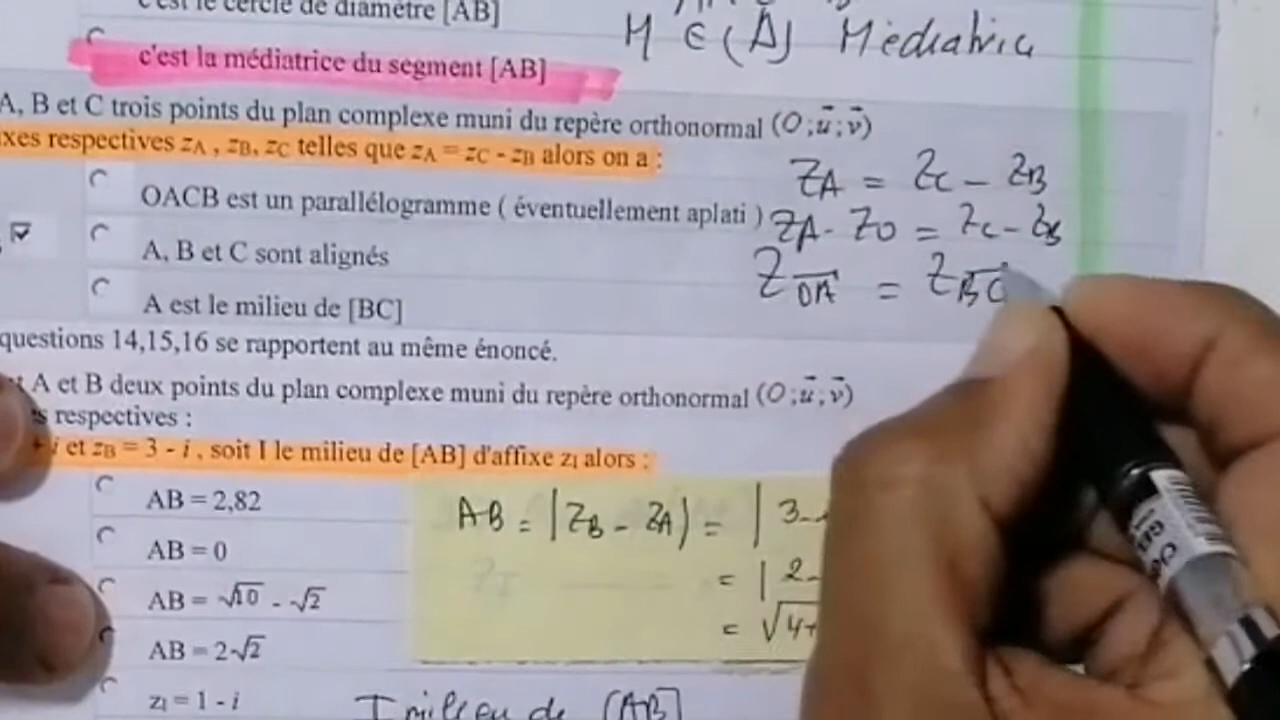 c'est le cercle de diamètre [AB]
M ∈ (Δ) Médiatrice
c'est la médiatrice du segment [AB]
A, B et C trois points du plan complexe muni du repère orthonormal (O ; u⃗ ; v⃗)
xes respectives zA , zB, zC telles que zA = zC - zB alors on a :
ZA = ZC - ZB
OACB est un parallélogramme ( éventuellement aplati )
ZA - ZO = ZC - ZB
A, B et C sont alignés
Z OA⃗ = Z BC⃗
A est le milieu de [BC]
questions 14,15,16 se rapportent au même énoncé.
A et B deux points du plan complexe muni du repère orthonormal (O ; u⃗ ; v⃗)
s respectives :
+ i et zB = 3 - i , soit I le milieu de [AB] d'affixe zI alors :
AB = 2,82
AB = |ZB - ZA) = | 3-
AB = 0
= | 2-
AB = √10 - √2
= √4+
AB = 2√2
zI = 1 - i
I milieu de [AB]